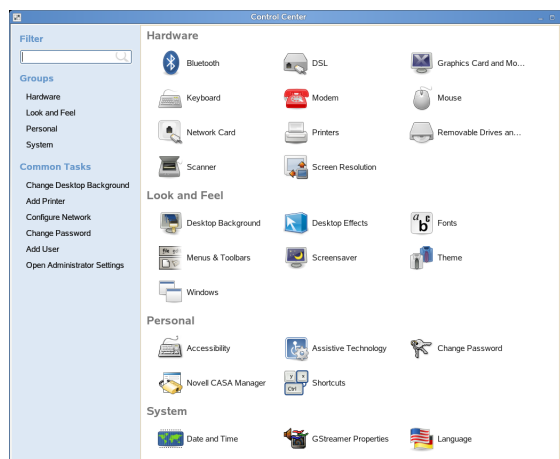 Control Center
Filter
Groups
Hardware
Look and Feel
Personal
System
Common Tasks
Change Desktop Background
Add Printer
Configure Network
Change Password
Add User
Open Administrator Settings
Hardware
Bluetooth
DSL
Graphics Card and Mo...
Keyboard
Modem
Mouse
Network Card
Printers
Removable Drives an...
Scanner
Screen Resolution
Look and Feel
Desktop Background
Desktop Effects
Fonts
Menus & Toolbars
Screensaver
Theme
Windows
Personal
Accessibility
Assistive Technology
Change Password
Novell CASA Manager
y x
Ctrl
Shortcuts
System
Date and Time
GStreamer Properties
Language